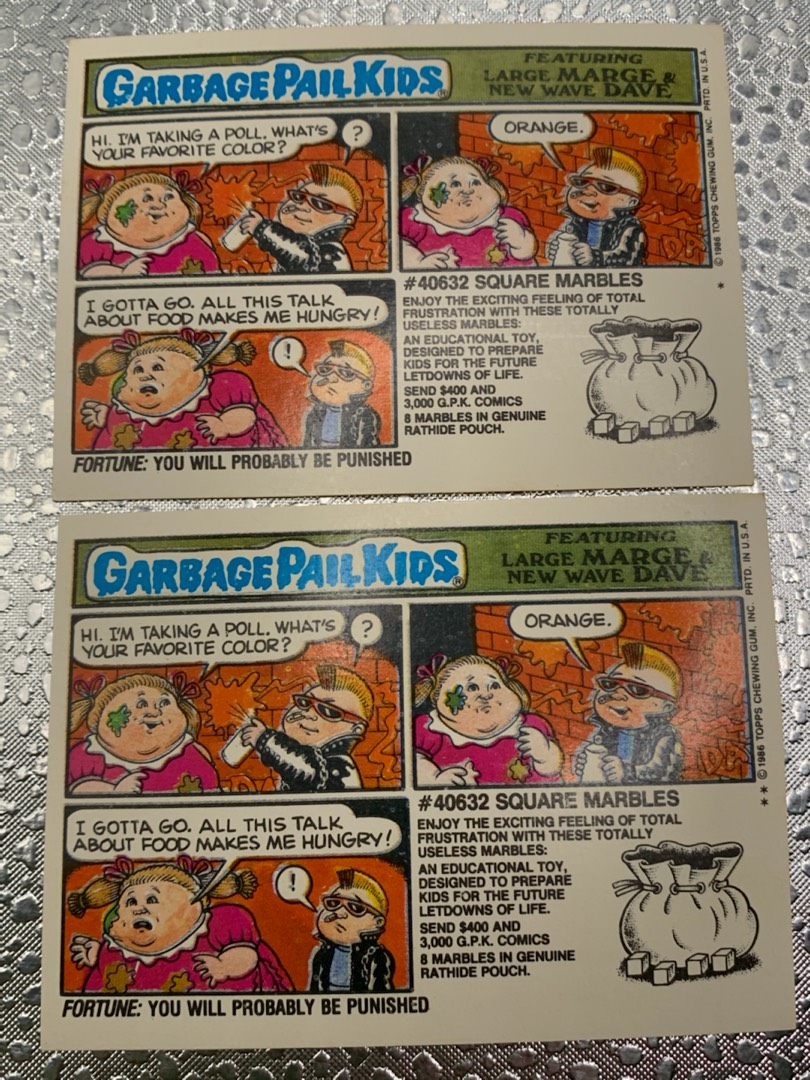 GARBAGE PAIL KIDS®
FEATURING
LARGE MARGE &
NEW WAVE DAVE
HI. I'M TAKING A POLL. WHAT'S
YOUR FAVORITE COLOR?
?
ORANGE.
I GOTTA GO. ALL THIS TALK
ABOUT FOOD MAKES ME HUNGRY!
!
#40632 SQUARE MARBLES
ENJOY THE EXCITING FEELING OF TOTAL
FRUSTRATION WITH THESE TOTALLY
USELESS MARBLES:
AN EDUCATIONAL TOY,
DESIGNED TO PREPARE
KIDS FOR THE FUTURE
LETDOWNS OF LIFE.
SEND $400 AND
3,000 G.P.K. COMICS
8 MARBLES IN GENUINE
RATHIDE POUCH.
FORTUNE: YOU WILL PROBABLY BE PUNISHED
* © 1986 TOPPS CHEWING GUM, INC. PRTD. IN U.S.A.
GARBAGE PAIL KIDS®
FEATURING
LARGE MARGE &
NEW WAVE DAVE
HI. I'M TAKING A POLL. WHAT'S
YOUR FAVORITE COLOR?
?
ORANGE.
I GOTTA GO. ALL THIS TALK
ABOUT FOOD MAKES ME HUNGRY!
!
#40632 SQUARE MARBLES
ENJOY THE EXCITING FEELING OF TOTAL
FRUSTRATION WITH THESE TOTALLY
USELESS MARBLES:
AN EDUCATIONAL TOY,
DESIGNED TO PREPARE
KIDS FOR THE FUTURE
LETDOWNS OF LIFE.
SEND $400 AND
3,000 G.P.K. COMICS
8 MARBLES IN GENUINE
RATHIDE POUCH.
FORTUNE: YOU WILL PROBABLY BE PUNISHED
** © 1986 TOPPS CHEWING GUM, INC. PRTD. IN U.S.A.